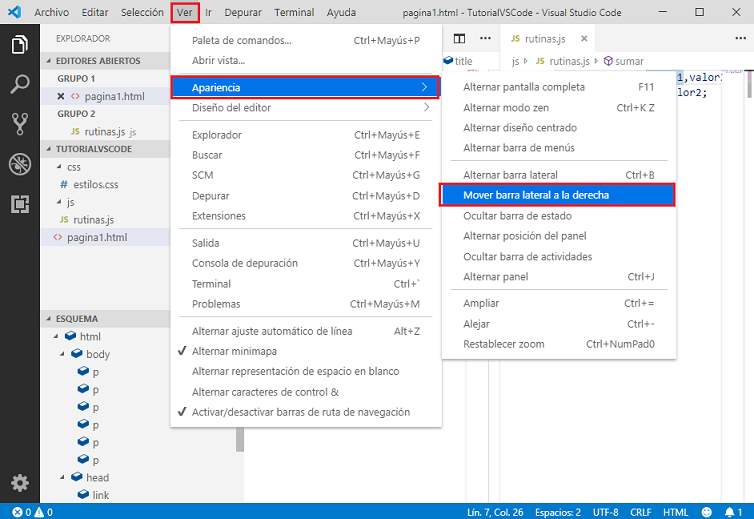 Archivo Editar Selección Ver Ir Depurar Terminal Ayuda pagina1.html - TutorialVSCode - Visual Studio Code
EXPLORADOR
EDITORES ABIERTOS
GRUPO 1
pagina1.html
GRUPO 2
JS rutinas.js
TUTORIALVSCODE
css
# estilos.css
js
JS rutinas.js
<> pagina1.html
ESQUEMA
html
body
p
p
p
p
p
head
link
Paleta de comandos... Ctrl+Mayús+P
Abrir vista...
Apariencia
Diseño del editor
Explorador Ctrl+Mayús+E
Buscar Ctrl+Mayús+F
SCM Ctrl+Mayús+G
Depurar Ctrl+Mayús+D
Extensiones Ctrl+Mayús+X
Salida Ctrl+Mayús+U
Consola de depuración Ctrl+Mayús+Y
Terminal Ctrl+`
Problemas Ctrl+Mayús+M
Alternar ajuste automático de línea Alt+Z
✓ Alternar minimapa
Alternar representación de espacio en blanco
Alternar caracteres de control &
✓ Activar/desactivar barras de ruta de navegación
title
JS rutinas.js
js JS rutinas.js sumar
1,valor
lor2;
Alternar pantalla completa F11
Alternar modo zen Ctrl+K Z
Alternar diseño centrado
Alternar barra de menús
Alternar barra lateral Ctrl+B
Mover barra lateral a la derecha
Ocultar barra de estado
Alternar posición del panel
Ocultar barra de actividades
Alternar panel Ctrl+J
Ampliar Ctrl+=
Alejar Ctrl+-
Restablecer zoom Ctrl+NumPad0
0 0 Lín. 7, Col. 26 Espacios: 2 UTF-8 CRLF HTML 1